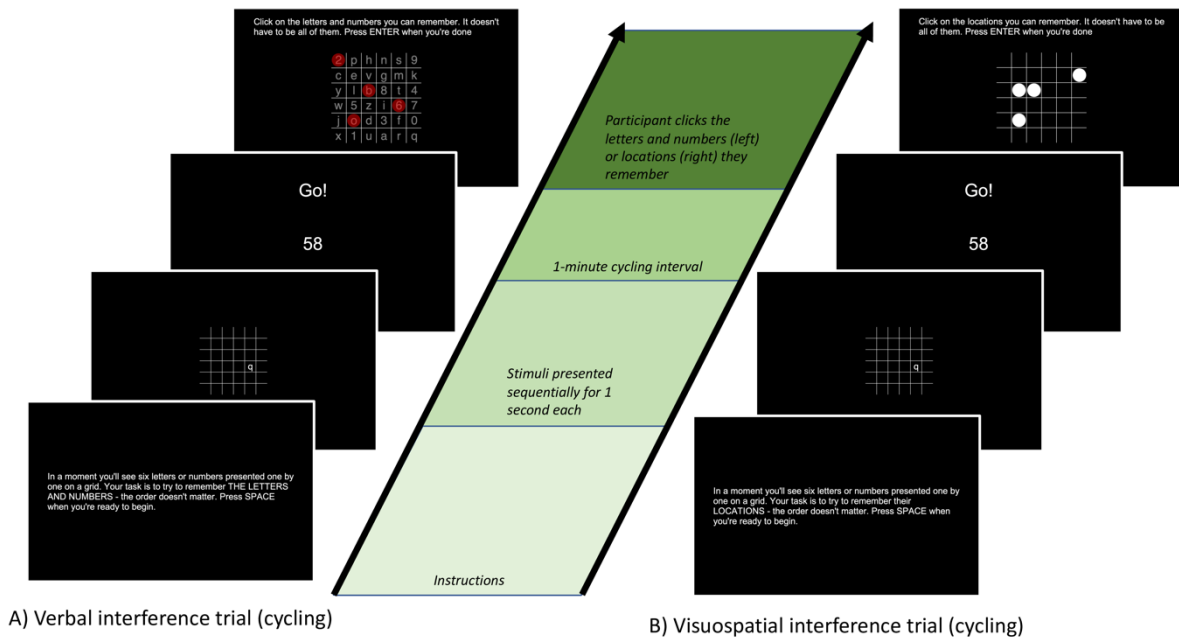 Click on the letters and numbers you can remember. It doesn't
have to be all of them. Press ENTER when you're done
2 p h n s 9
c e v g m k
y l b 8 t 4
w 5 z i 6 7
j o d 3 f 0
x 1 u a r q
Go!
58
q
In a moment you'll see six letters or numbers presented one by
one on a grid. Your task is to try to remember THE LETTERS
AND NUMBERS - the order doesn't matter. Press SPACE
when you're ready to begin.
A) Verbal interference trial (cycling)
Participant clicks the
letters and numbers (left)
or locations (right) they
remember
1-minute cycling interval
Stimuli presented
sequentially for 1
second each
Instructions
Click on the locations you can remember. It doesn't have to be
all of them. Press ENTER when you're done
Go!
58
q
In a moment you'll see six letters or numbers presented one by
one on a grid. Your task is to try to remember their
LOCATIONS - the order doesn't matter. Press SPACE when
you're ready to begin.
B) Visuospatial interference trial (cycling)